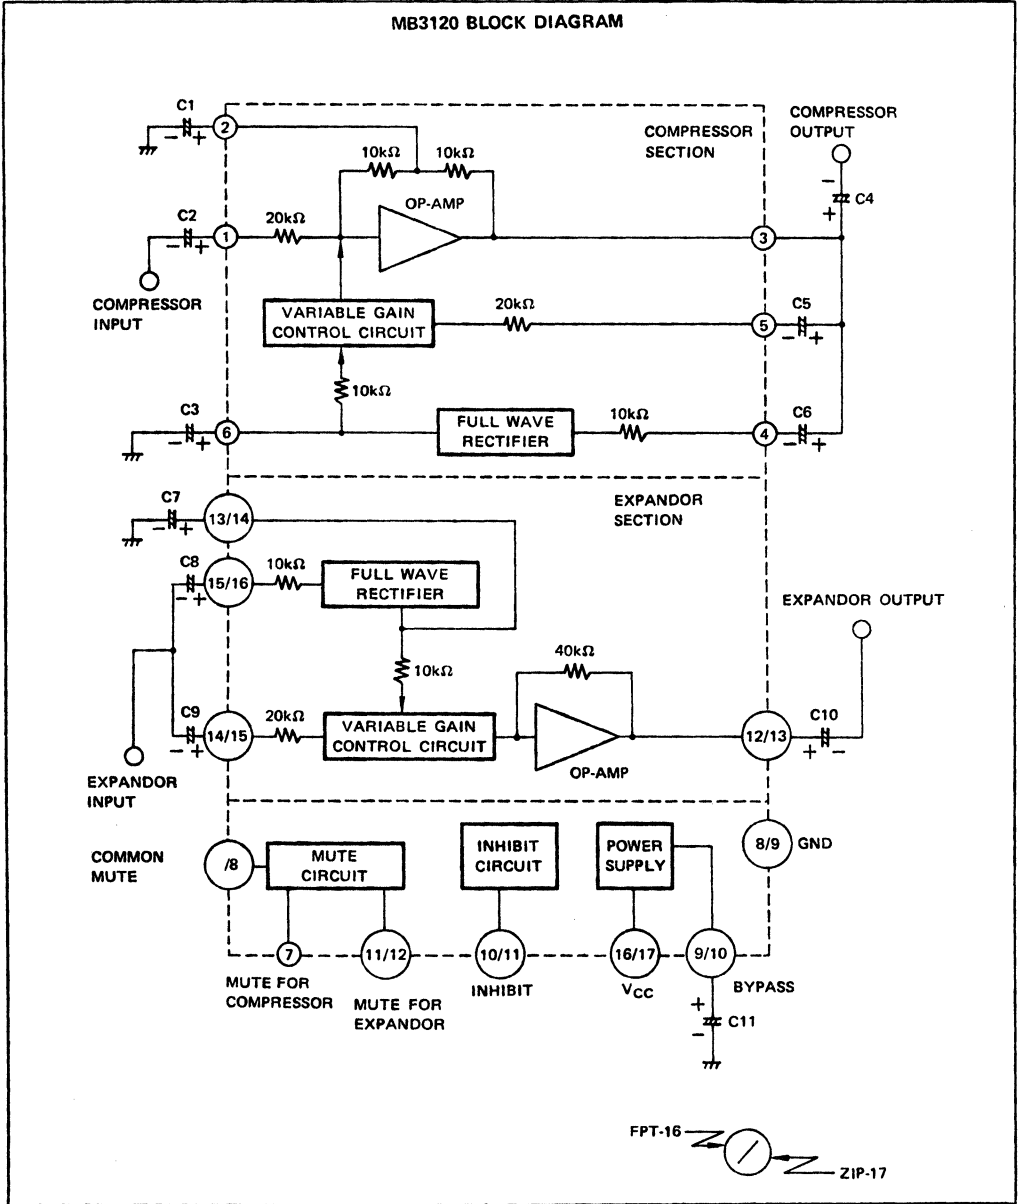 MB3120 BLOCK DIAGRAM
C1
2
COMPRESSOR
SECTION
COMPRESSOR
OUTPUT
10kΩ
10kΩ
OP-AMP
C4
C2
1
20kΩ
3
COMPRESSOR
INPUT
VARIABLE GAIN
CONTROL CIRCUIT
20kΩ
5
C5
10kΩ
C3
6
FULL WAVE
RECTIFIER
10kΩ
4
C6
C7
13/14
EXPANDOR
SECTION
C8
15/16
10kΩ
FULL WAVE
RECTIFIER
EXPANDOR OUTPUT
10kΩ
40kΩ
C9
14/15
20kΩ
VARIABLE GAIN
CONTROL CIRCUIT
OP-AMP
12/13
C10
EXPANDOR
INPUT
COMMON
MUTE
/8
MUTE
CIRCUIT
INHIBIT
CIRCUIT
POWER
SUPPLY
8/9
GND
7
11/12
10/11
16/17
9/10
MUTE FOR
COMPRESSOR
MUTE FOR
EXPANDOR
INHIBIT
VCC
BYPASS
C11
FPT-16
/
ZIP-17